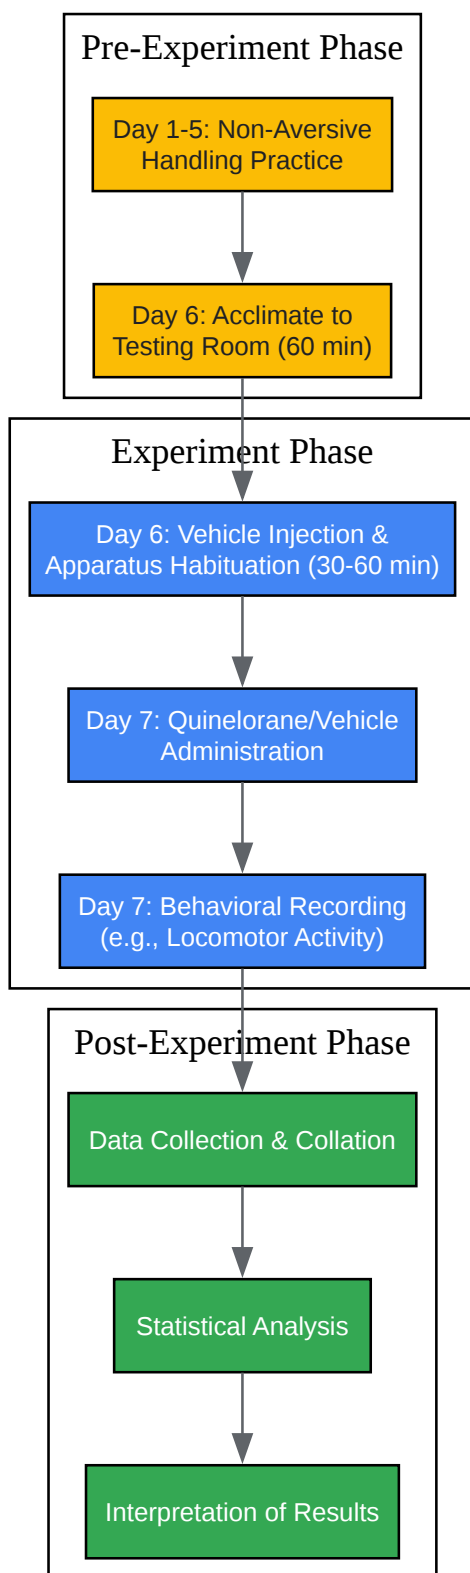 Pre-Experiment Phase
Day 1-5: Non-Aversive
Handling Practice
Day 6: Acclimate to
Testing Room (60 min)
Experiment Phase
Day 6: Vehicle Injection &
Apparatus Habituation (30-60 min)
Day 7: Quinelorane/Vehicle
Administration
Day 7: Behavioral Recording
(e.g., Locomotor Activity)
Post-Experiment Phase
Data Collection & Collation
Statistical Analysis
Interpretation of Results